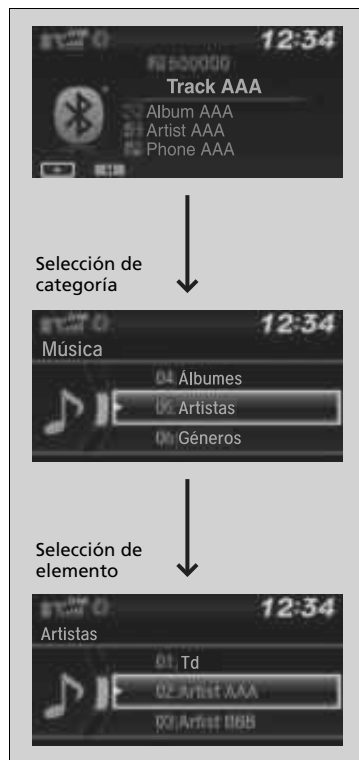 12:34
Track AAA
Album AAA
Artist AAA
Phone AAA
Selección de
categoría
12:34
Música
04 Álbumes
05 Artistas
06 Géneros
Selección de
elemento
12:34
Artistas
01 Td
02 Artist AAA
03 Artist BBB